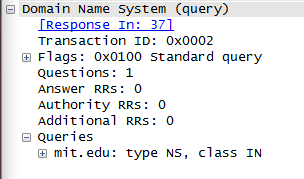 Domain Name System (query)
[Response In: 37]
Transaction ID: 0x0002
Flags: 0x0100 Standard query
Questions: 1
Answer RRs: 0
Authority RRs: 0
Additional RRs: 0
Queries
mit.edu: type NS, class IN